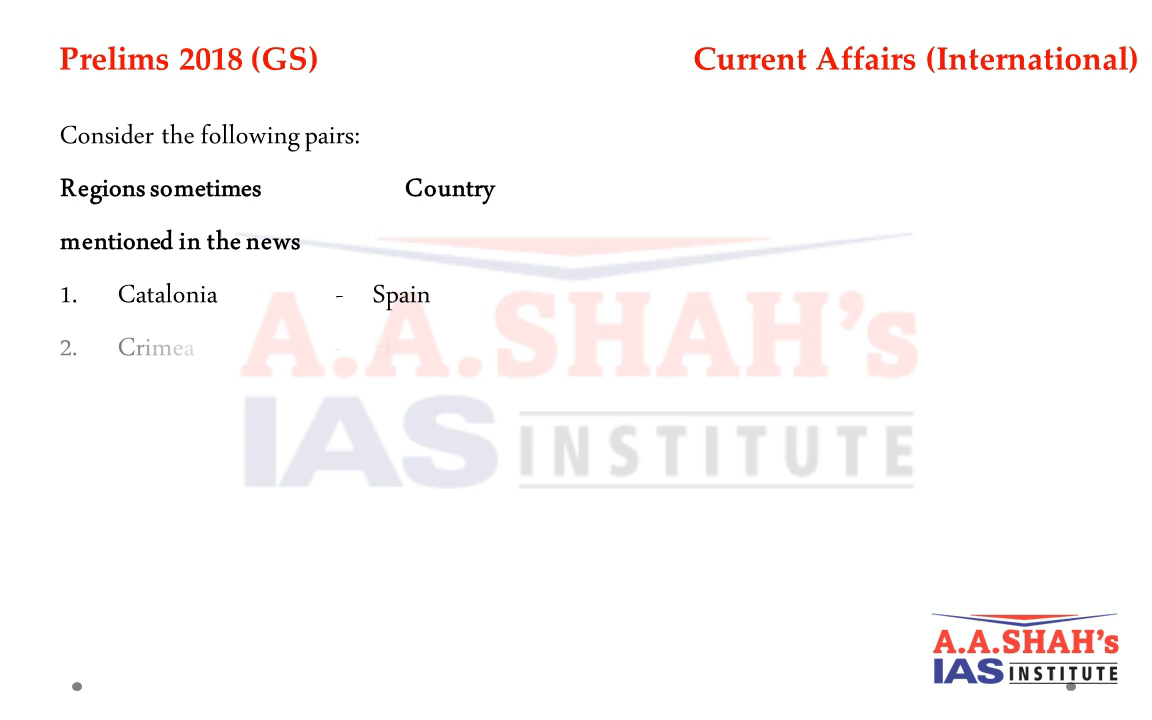 Prelims 2018 (GS) Current Affairs (International)
Consider the following pairs:
Regions sometimes Country
mentioned in the news
1. Catalonia - Spain
2. Crimea -
A.A.SHAH's
IAS INSTITUTE
A.A.SHAH's
IAS INSTITUTE